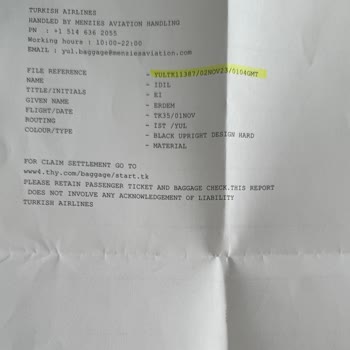 TURKISH AIRLINES
HANDLED BY MENZIES AVIATION HANDLING
PN : +1 514 636 2055
Working hours : 10:00-22:00
EMAIL : yul.baggage@menziesaviation.com
FILE REFERENCE - YULTK11387/02NOV23/0104GMT
NAME - IDIL
TITLE/INITIALS - EI
GIVEN NAME - ERDEM
FLIGHT/DATE - TK35/01NOV
ROUTING - IST /YUL
COLOUR/TYPE - BLACK UPRIGHT DESIGN HARD
- MATERIAL
FOR CLAIM SETTLEMENT GO TO
www4.thy.com/baggage/start.tk
PLEASE RETAIN PASSENGER TICKET AND BAGGAGE CHECK.THIS REPORT
DOES NOT INVOLVE ANY ACKNOWLEDGEMENT OF LIABILITY
TURKISH AIRLINES